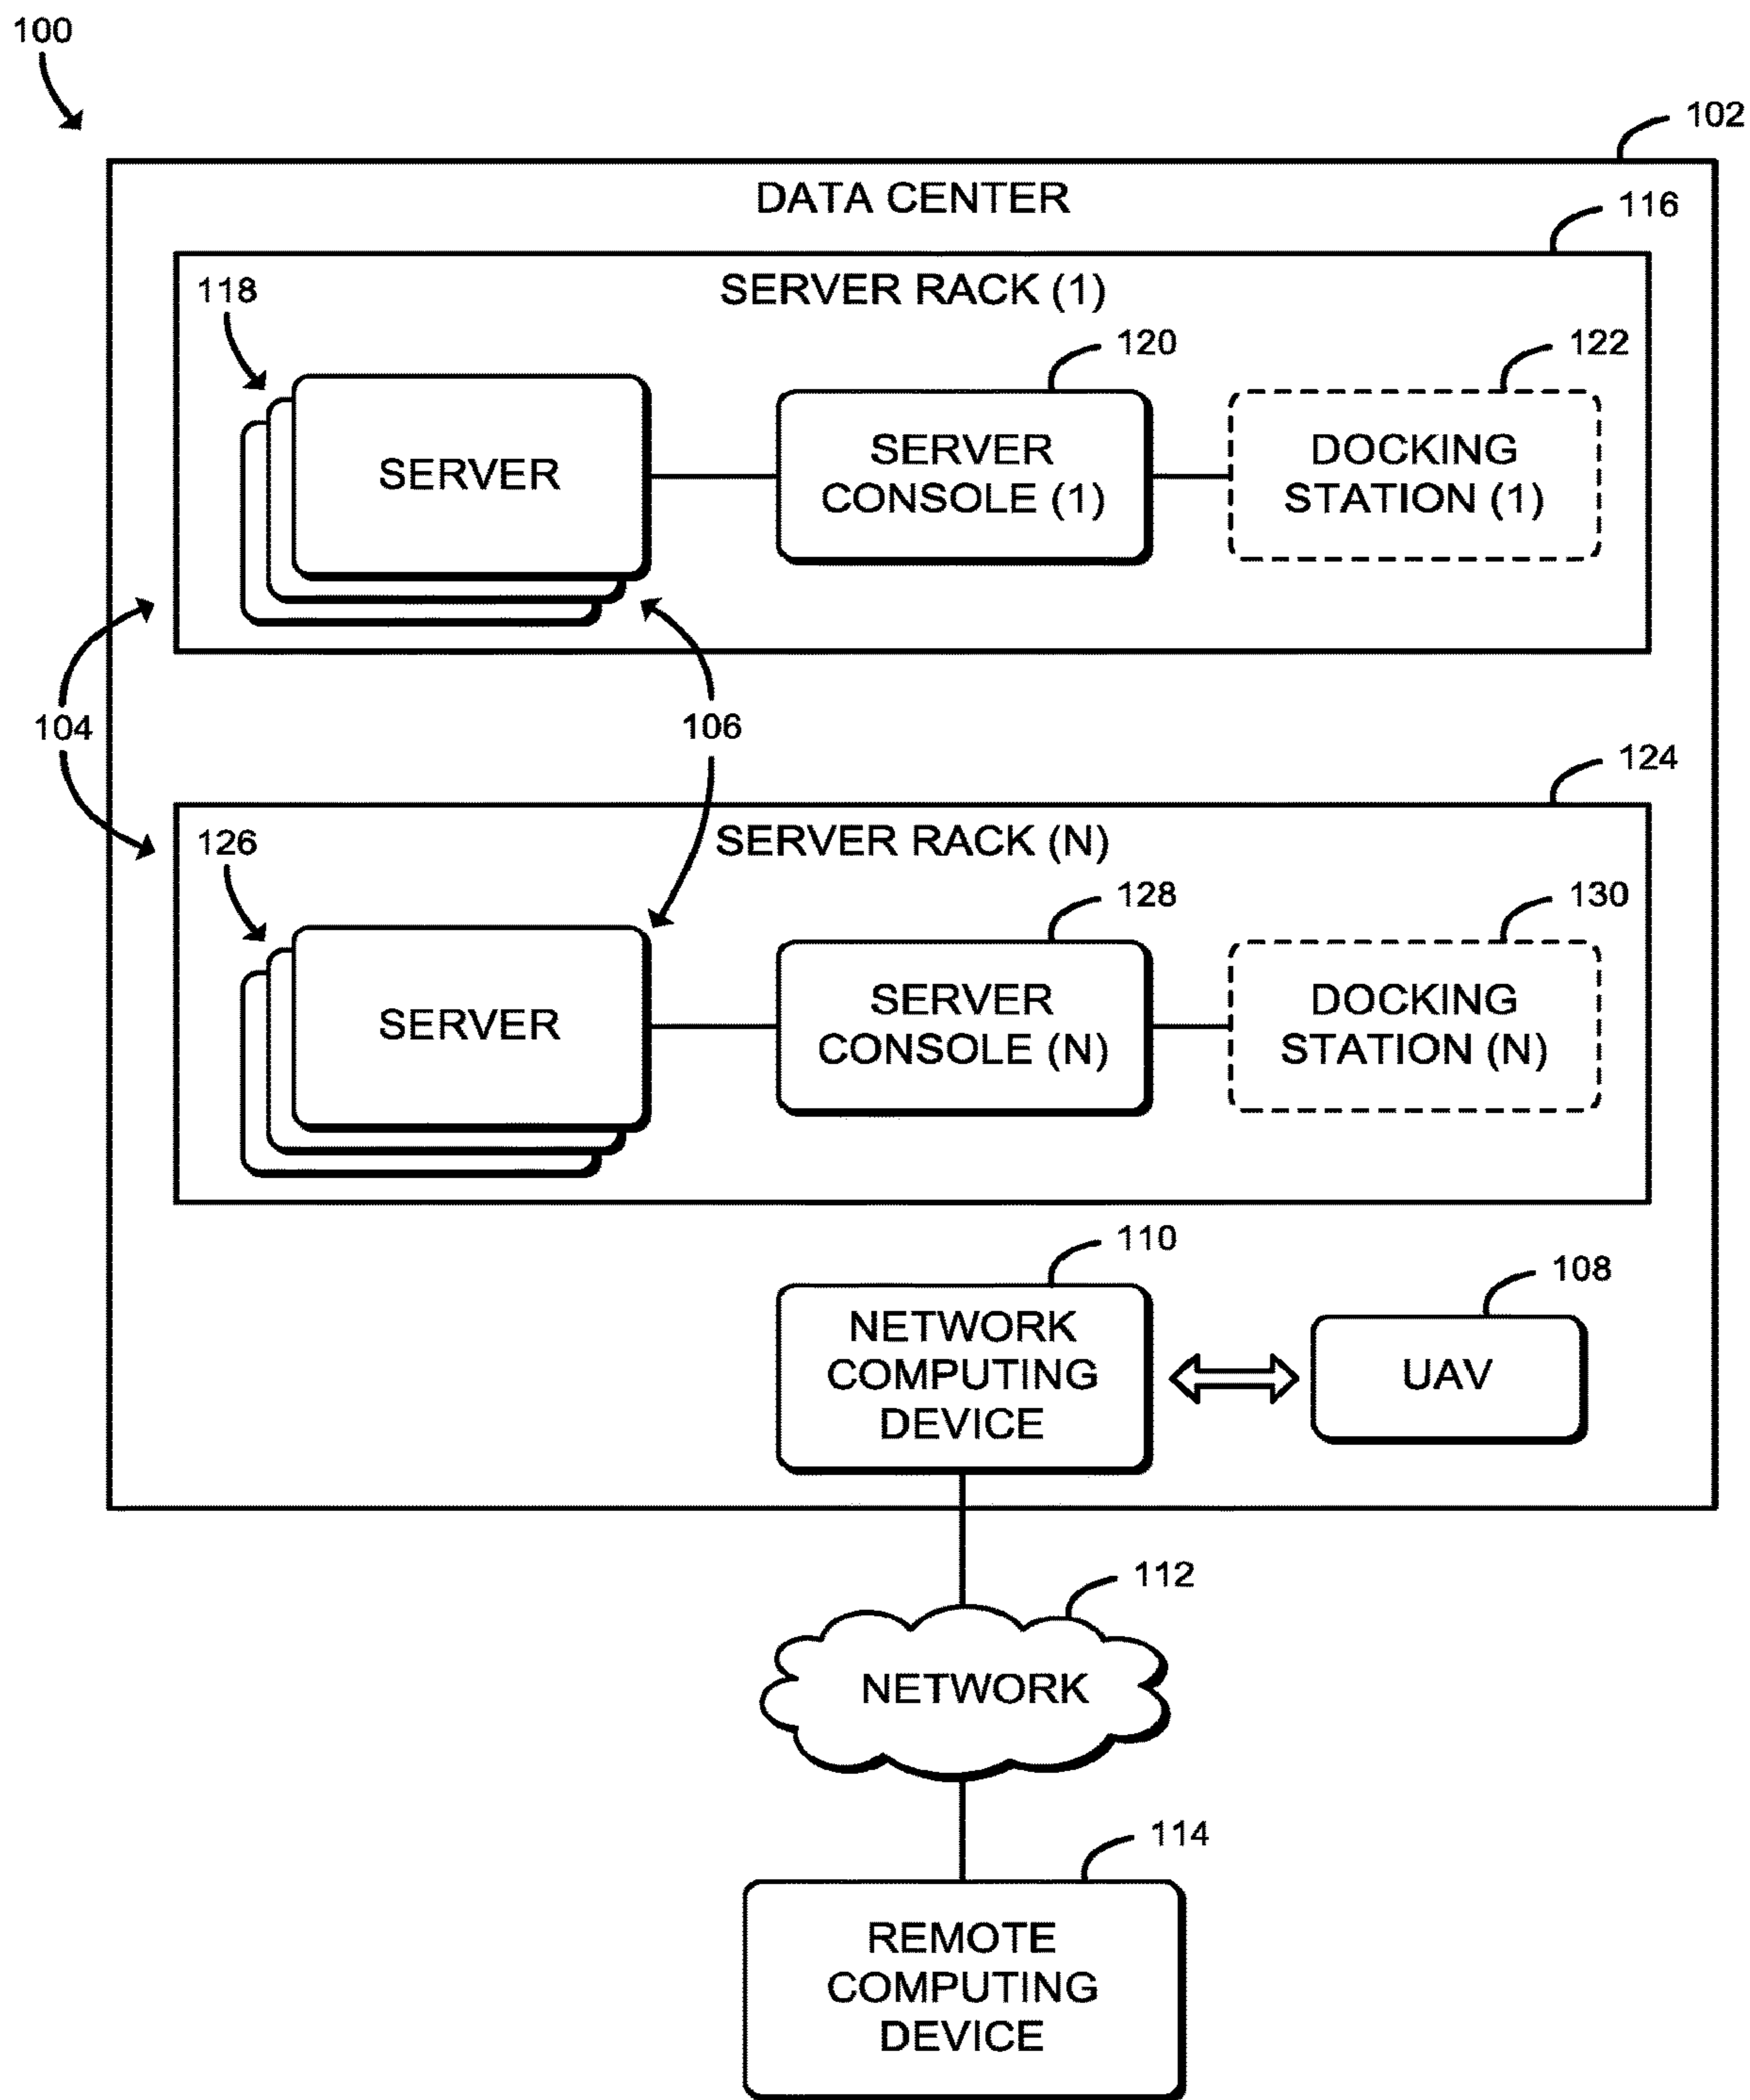 100
102
DATA CENTER
116
SERVER RACK (1)
118
120
122
SERVER
SERVER
CONSOLE (1)
DOCKING
STATION (1)
104
106
124
SERVER RACK (N)
126
128
130
SERVER
SERVER
CONSOLE (N)
DOCKING
STATION (N)
110
108
NETWORK
COMPUTING
DEVICE
UAV
112
NETWORK
114
REMOTE
COMPUTING
DEVICE